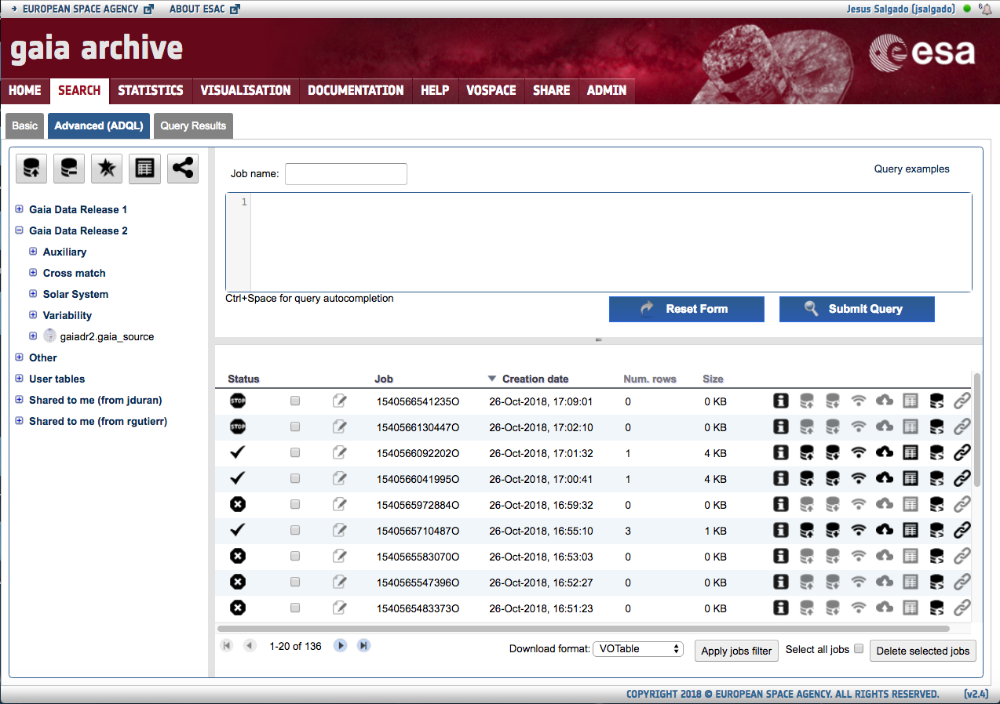 EUROPEAN SPACE AGENCY ABOUT ESAC Jesus Salgado (jsalgado) 6
gaia archive esa
HOME SEARCH STATISTICS VISUALISATION DOCUMENTATION HELP VOSPACE SHARE ADMIN
Basic Advanced (ADQL) Query Results
Job name: Query examples
1
Gaia Data Release 1
Gaia Data Release 2
Auxiliary
Cross match
Solar System
Variability
gaiadr2.gaia_source
Other
User tables
Shared to me (from jduran)
Shared to me (from rgutierr)
Ctrl+Space for query autocompletion
Reset Form Submit Query
Status Job Creation date Num. rows Size
STOP 1540566541235O 26-Oct-2018, 17:09:01 0 0 KB
STOP 1540566130447O 26-Oct-2018, 17:02:10 0 0 KB
1540566092202O 26-Oct-2018, 17:01:32 1 4 KB
1540566041995O 26-Oct-2018, 17:00:41 1 4 KB
1540565972884O 26-Oct-2018, 16:59:32 0 0 KB
1540565710487O 26-Oct-2018, 16:55:10 3 1 KB
1540565583070O 26-Oct-2018, 16:53:03 0 0 KB
1540565547396O 26-Oct-2018, 16:52:27 0 0 KB
1540565483373O 26-Oct-2018, 16:51:23 0 0 KB
1-20 of 136 Download format: VOTable Apply jobs filter Select all jobs Delete selected jobs
COPYRIGHT 2018 © EUROPEAN SPACE AGENCY. ALL RIGHTS RESERVED. (v2.4)